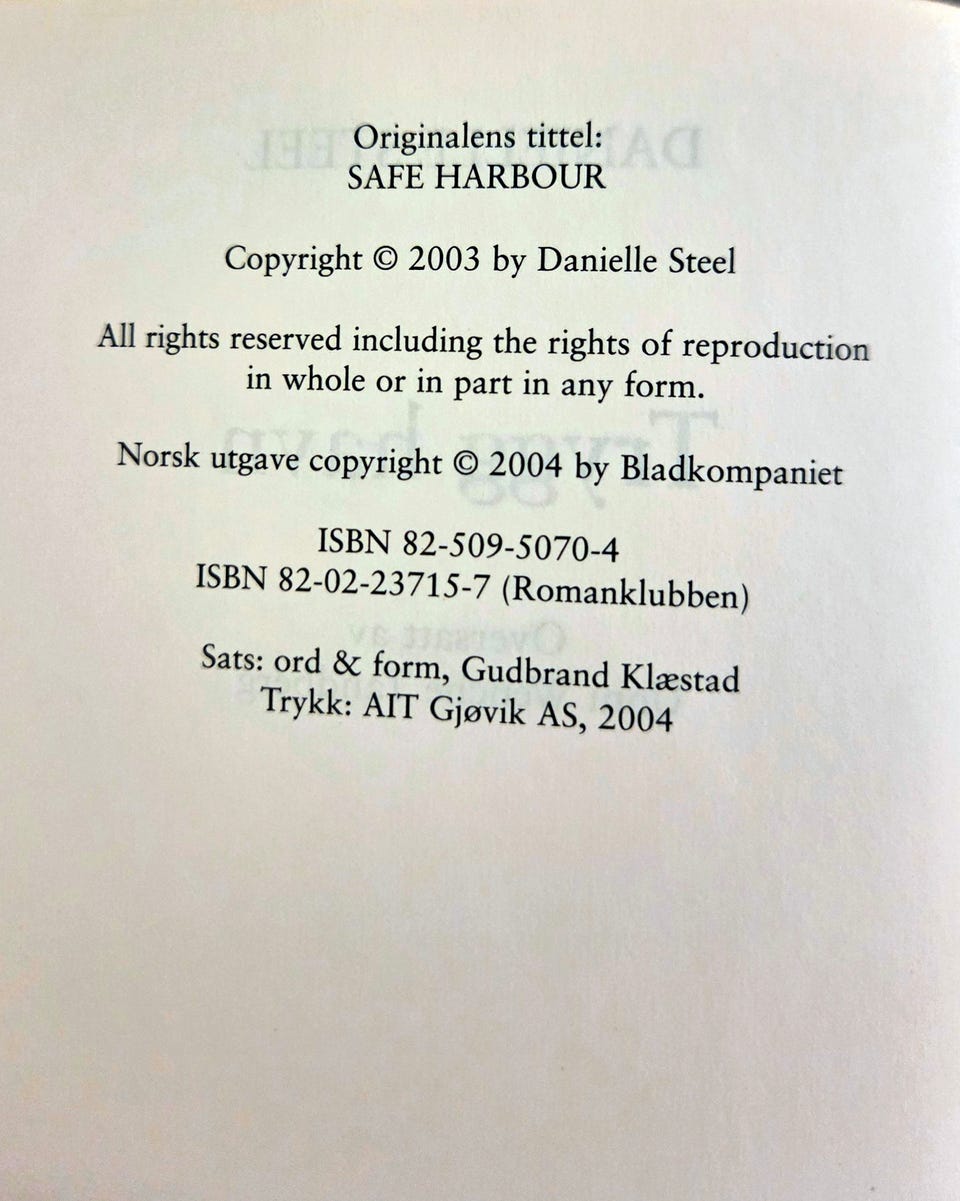 Originalens tittel:
SAFE HARBOUR
Copyright © 2003 by Danielle Steel
All rights reserved including the rights of reproduction
in whole or in part in any form.
Norsk utgave copyright © 2004 by Bladkompaniet
ISBN 82-509-5070-4
ISBN 82-02-23715-7 (Romanklubben)
Sats: ord & form, Gudbrand Klæstad
Trykk: AIT Gjøvik AS, 2004